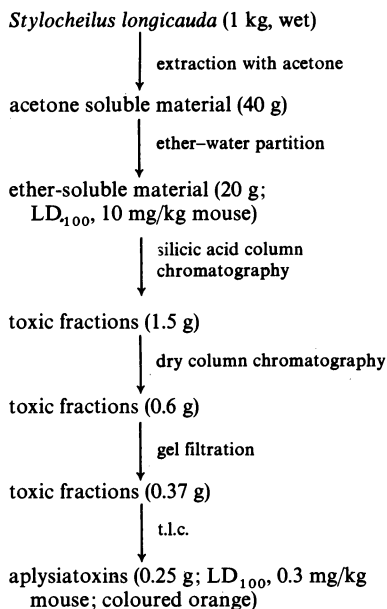 Stylocheilus longicauda (1 kg, wet)
extraction with acetone
acetone soluble material (40 g)
ether–water partition
ether-soluble material (20 g;
LD₁₀₀, 10 mg/kg mouse)
silicic acid column
chromatography
toxic fractions (1.5 g)
dry column chromatography
toxic fractions (0.6 g)
gel filtration
toxic fractions (0.37 g)
t.l.c.
aplysiatoxins (0.25 g; LD₁₀₀, 0.3 mg/kg
mouse; coloured orange)